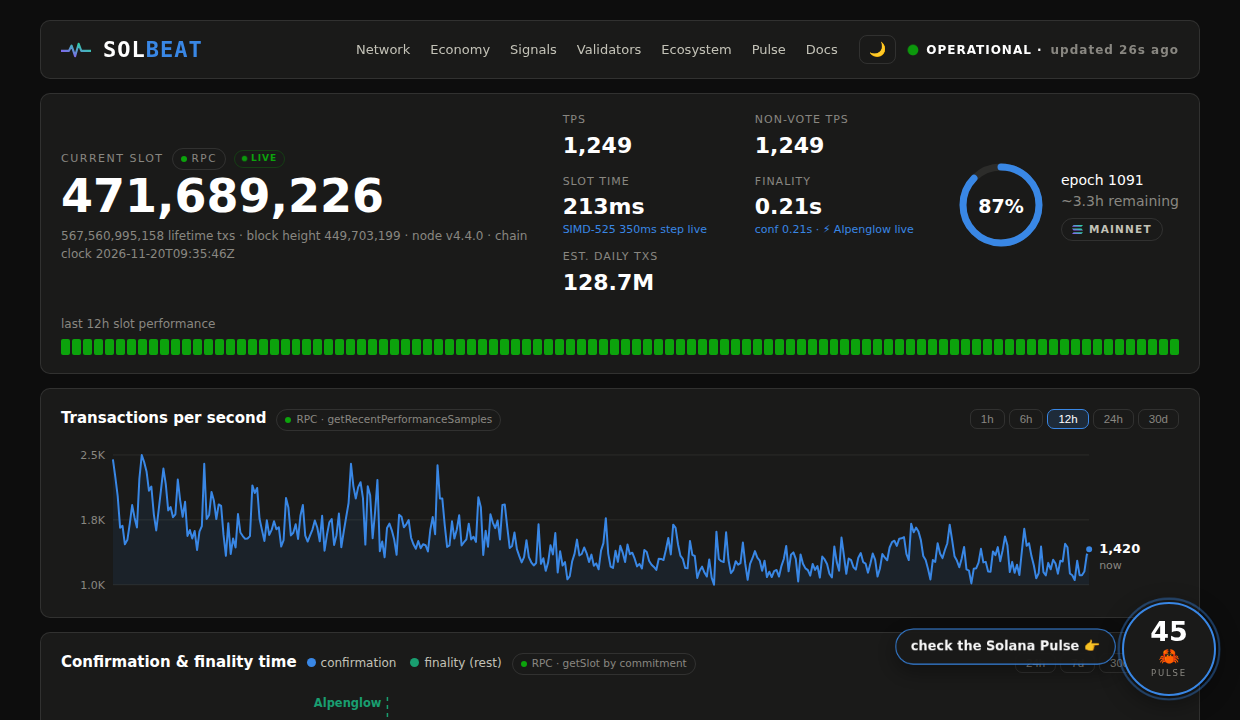 SOLBEAT
Network Economy Signals Validators Ecosystem Pulse Docs
OPERATIONAL · updated 26s ago
CURRENT SLOT RPC LIVE
471,689,226
567,560,995,158 lifetime txs · block height 449,703,199 · node v4.4.0 · chain
clock 2026-11-20T09:35:46Z
TPS
1,249
NON-VOTE TPS
1,249
SLOT TIME
213ms
SIMD-525 350ms step live
FINALITY
0.21s
conf 0.21s · ⚡ Alpenglow live
EST. DAILY TXS
128.7M
87%
epoch 1091
~3.3h remaining
MAINNET
last 12h slot performance
Transactions per second RPC · getRecentPerformanceSamples
1h 6h 12h 24h 30d
2.5K
1.8K
1.0K
1,420
now
Confirmation & finality time confirmation finality (rest) RPC · getSlot by commitment
Alpenglow
check the Solana Pulse 👉
45
🦀
PULSE